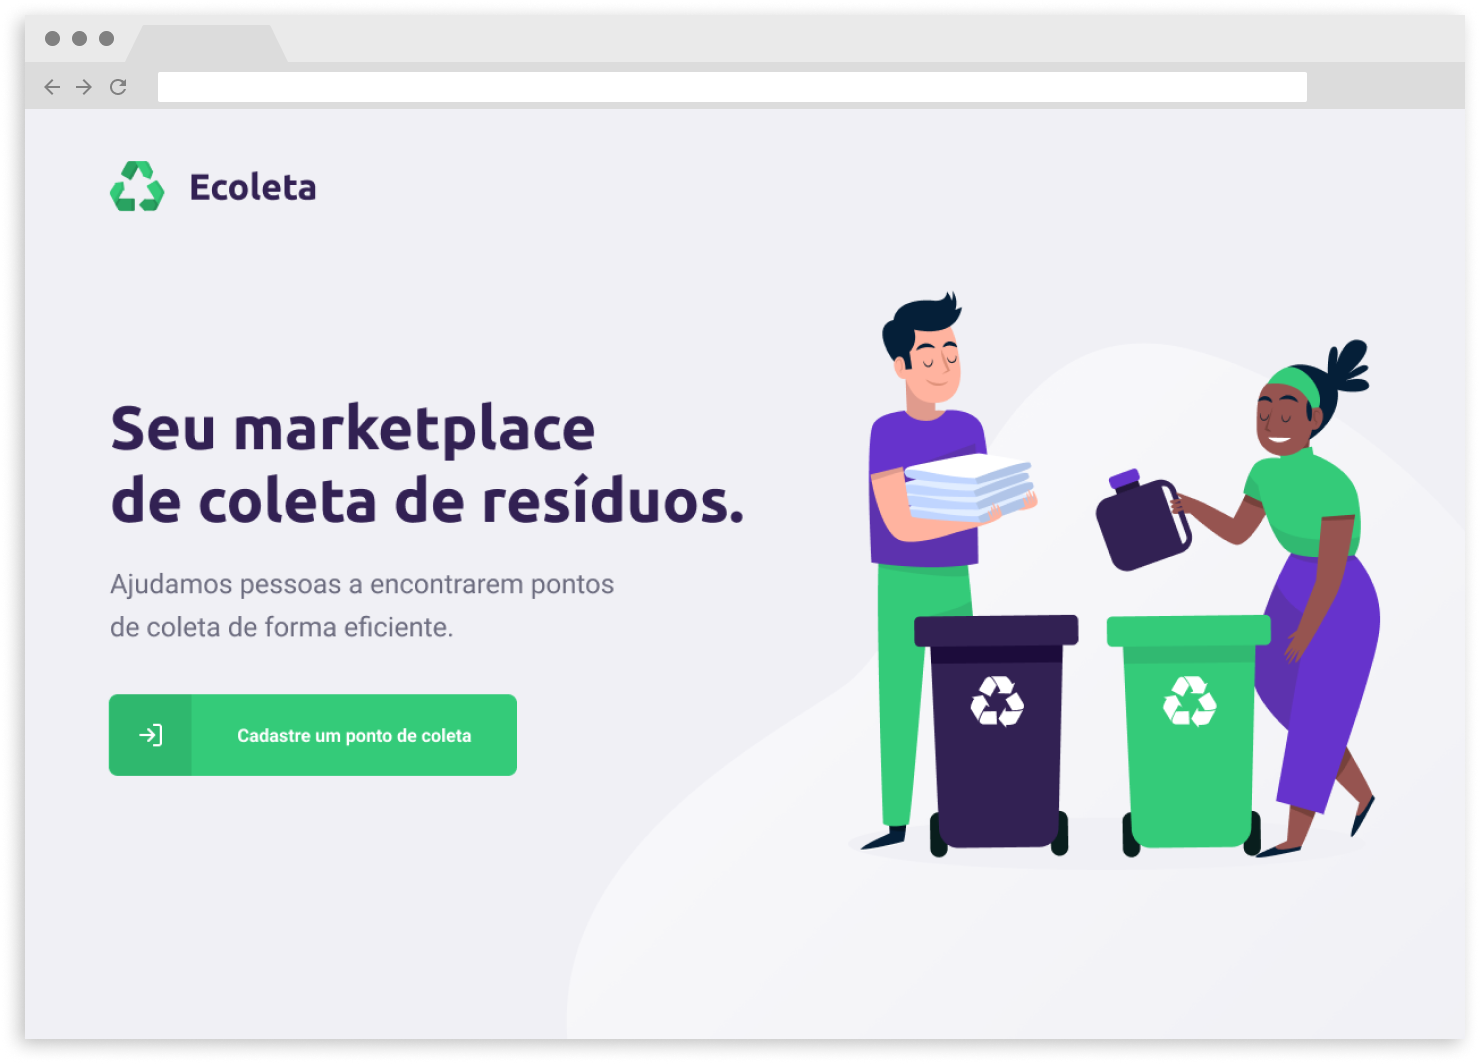 Ecoleta
Seu marketplace
de coleta de resíduos.
Ajudamos pessoas a encontrarem pontos
de coleta de forma eficiente.
Cadastre um ponto de coleta